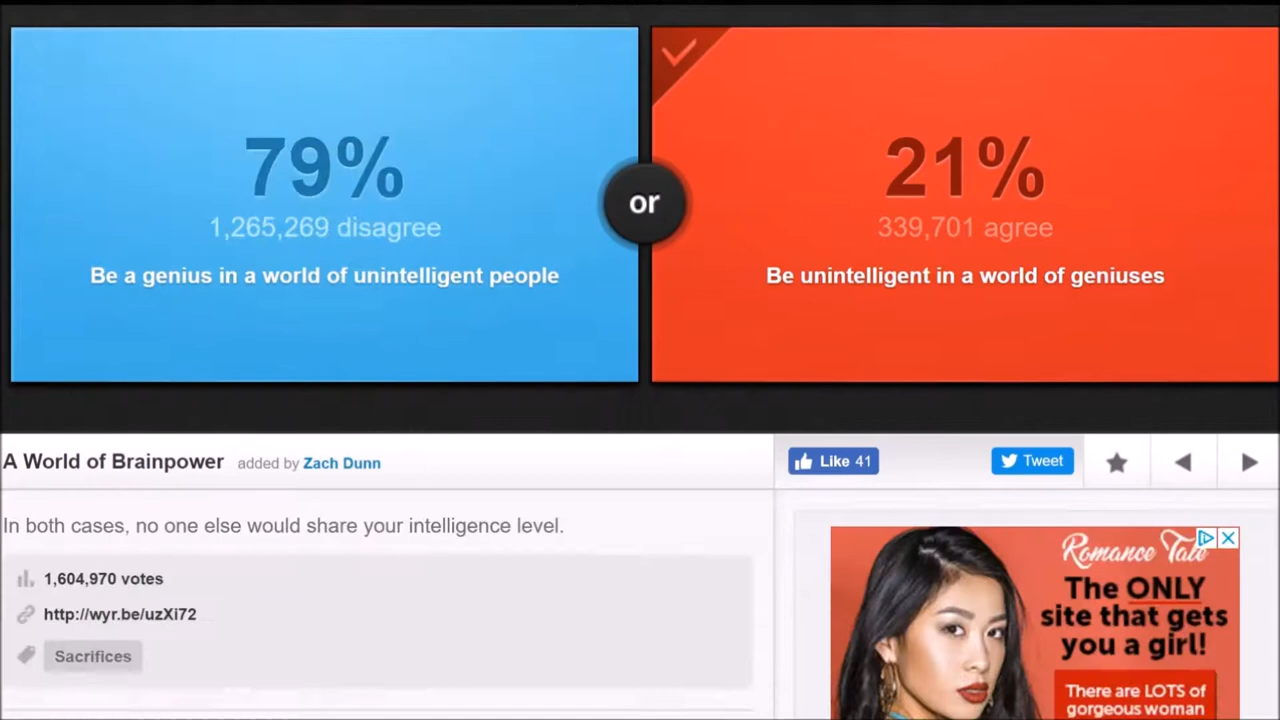 79%
1,265,269 disagree
Be a genius in a world of unintelligent people
or
21%
339,701 agree
Be unintelligent in a world of geniuses
A World of Brainpower added by Zach Dunn
Like 41
Tweet
In both cases, no one else would share your intelligence level.
1,604,970 votes
http://wyr.be/uzXi72
Sacrifices
Romance Tale
The ONLY
site that gets
you a girl!
There are LOTS of
gorgeous woman